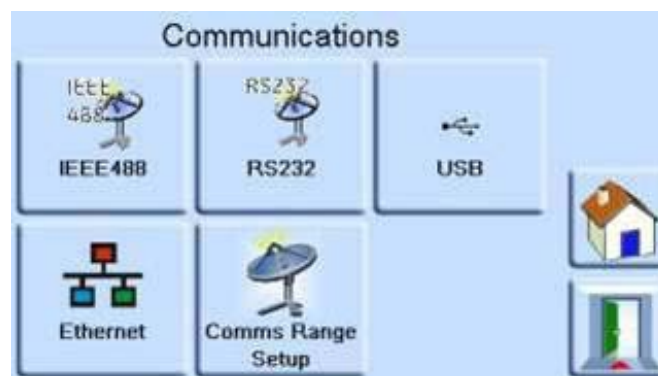 Communications
IEEE
488
IEEE488
RS232
RS232
USB
Ethernet
Comms Range
Setup